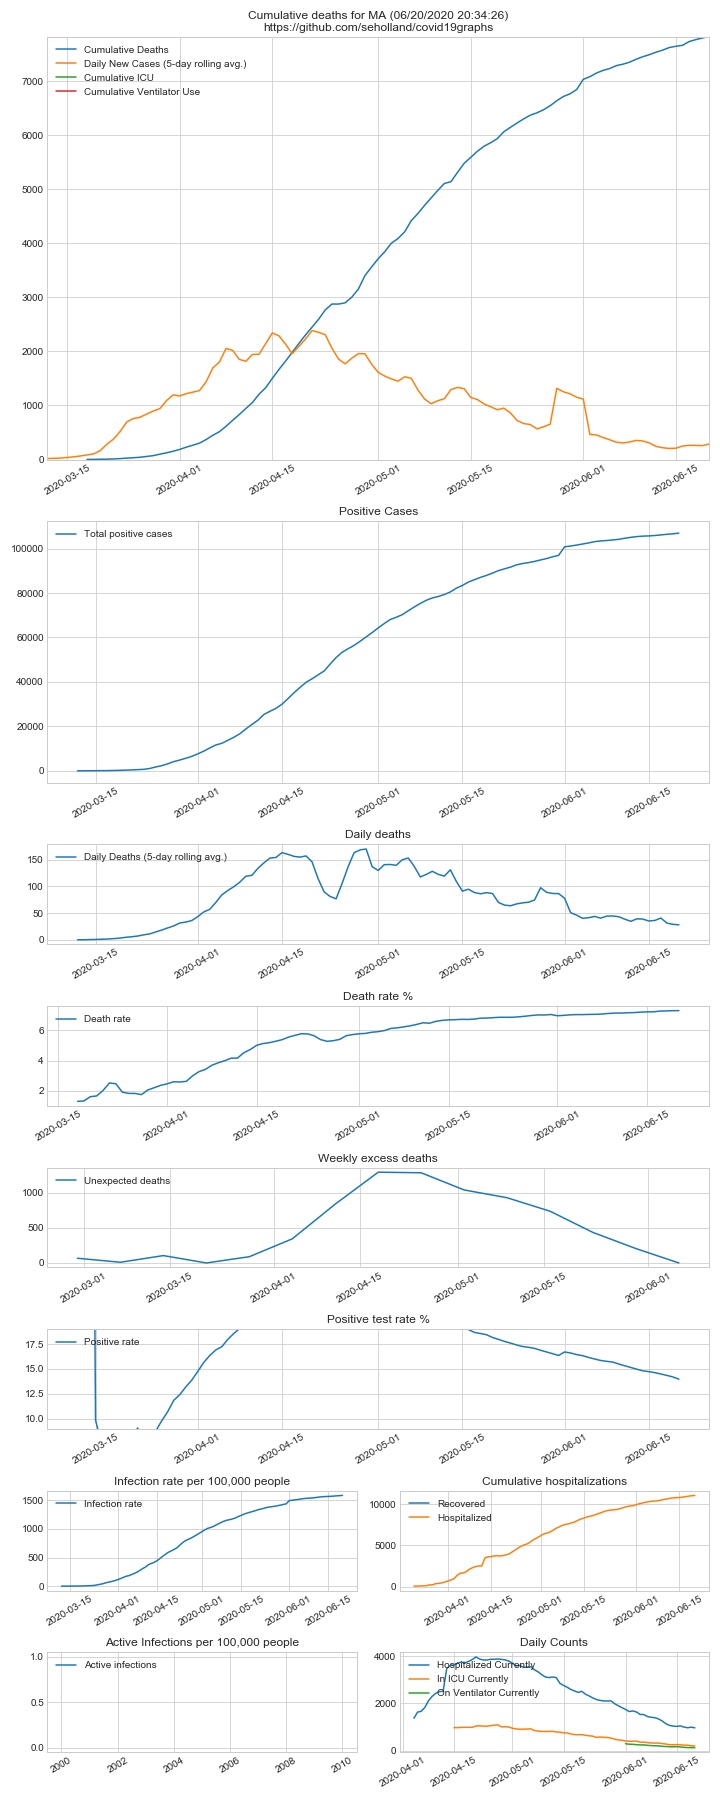 Cumulative deaths for MA (06/20/2020 20:34:26)
https://github.com/seholland/covid19graphs
Cumulative Deaths
Daily New Cases (5-day rolling avg.)
Cumulative ICU
Cumulative Ventilator Use
7000
6000
5000
4000
3000
2000
1000
0
2020-03-15 2020-04-01 2020-04-15 2020-05-01 2020-05-15 2020-06-01 2020-06-15
Positive Cases
Total positive cases
100000
80000
60000
40000
20000
0
2020-03-15 2020-04-01 2020-04-15 2020-05-01 2020-05-15 2020-06-01 2020-06-15
Daily deaths
Daily Deaths (5-day rolling avg.)
150
100
50
0
2020-03-15 2020-04-01 2020-04-15 2020-05-01 2020-05-15 2020-06-01 2020-06-15
Death rate %
Death rate
6
4
2
2020-03-15 2020-04-01 2020-04-15 2020-05-01 2020-05-15 2020-06-01 2020-06-15
Weekly excess deaths
Unexpected deaths
1000
500
0
2020-03-01 2020-03-15 2020-04-01 2020-04-15 2020-05-01 2020-05-15 2020-06-01
Positive test rate %
Positive rate
17.5
15.0
12.5
10.0
2020-03-15 2020-04-01 2020-04-15 2020-05-01 2020-05-15 2020-06-01 2020-06-15
Infection rate per 100,000 people
Infection rate
1500
1000
500
0
2020-03-15 2020-04-01 2020-04-15 2020-05-01 2020-05-15 2020-06-01 2020-06-15
Cumulative hospitalizations
Recovered
Hospitalized
10000
5000
0
2020-04-01 2020-04-15 2020-05-01 2020-05-15 2020-06-01 2020-06-15
Active Infections per 100,000 people
Active infections
1.0
0.5
0.0
2000 2002 2004 2006 2008 2010
Daily Counts
Hospitalized Currently
In ICU Currently
On Ventilator Currently
4000
2000
0
2020-04-01 2020-04-15 2020-05-01 2020-05-15 2020-06-01 2020-06-15